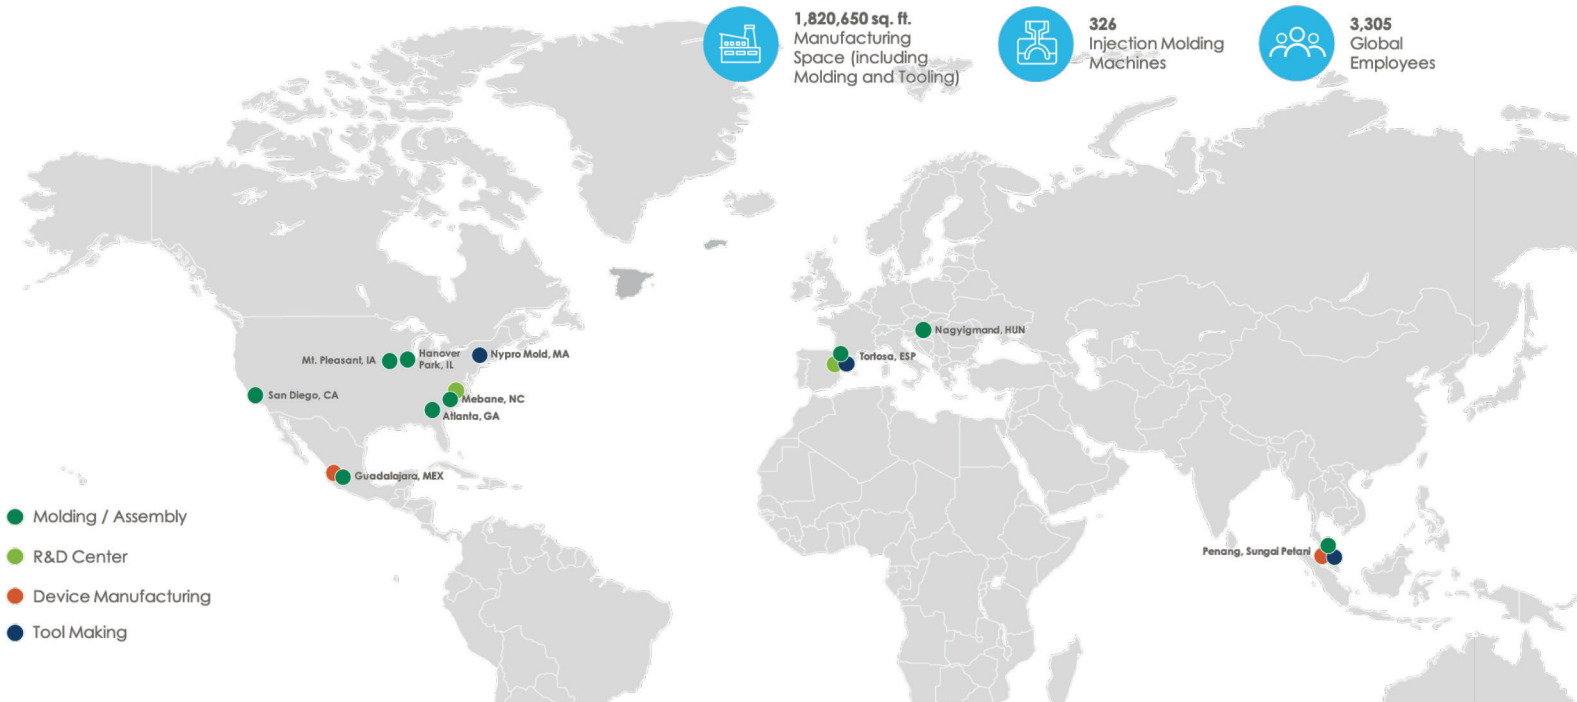 1,820,650 sq. ft.
Manufacturing
Space (including
Molding and Tooling)
326
Injection Molding
Machines
3,305
Global
Employees
Nagyigmand, HUN
Mt. Pleasant, IA
Hanover
Park, IL
Nypro Mold, MA
Tortosa, ESP
San Diego, CA
Mebane, NC
Atlanta, GA
Guadalajara, MEX
Penang, Sungai Petani
Molding / Assembly
R&D Center
Device Manufacturing
Tool Making